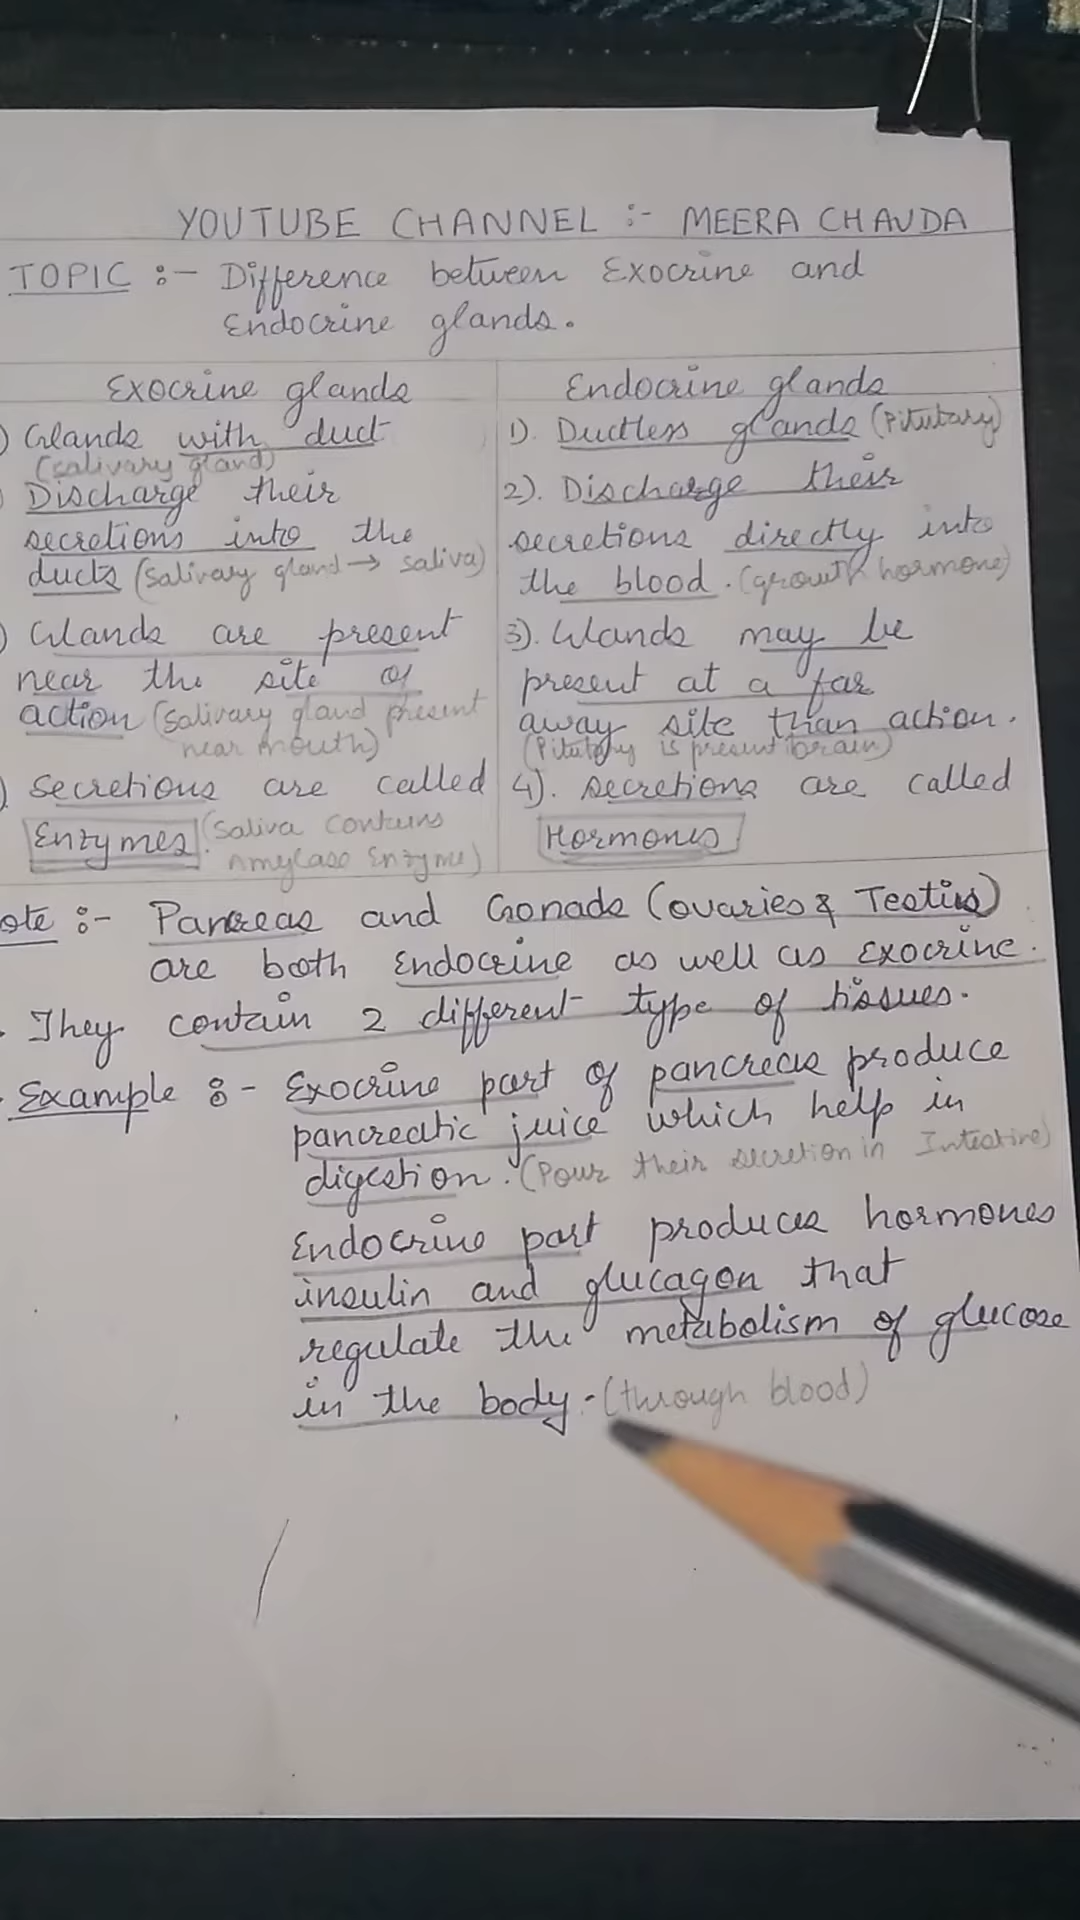 YOUTUBE CHANNEL :- MEERA CHAVDA
TOPIC :- Difference between Exocrine and
Endocrine glands.
Exocrine glands
) Glands with duct
(salivary gland)
Discharge their
secretions into the
ducts (salivary gland → saliva)
) Glands are present
near the site of
action (salivary gland present
near mouth)
) Secretions are called
Enzymes. (Saliva contains
Amylase Enzyme)
Endocrine glands
1). Ductless glands (Pitutary)
2). Discharge their
secretions directly into
the blood. (growth hormone)
3). Glands may be
present at a far
away site than action.
(Pitutary is present brain)
4). Secretions are called
Hormones
ote :- Pancreas and Gonads (ovaries & Testis)
are both Endocrine as well as exocrine.
. They contain 2 different type of tissues.
. Example :- Exocrine part of pancreas produce
pancreatic juice which help in
digestion. (Pour their secretion in Intestine)
Endocrine part produces hormones
insulin and glucagon that
regulate the metabolism of glucose
in the body. (through blood)